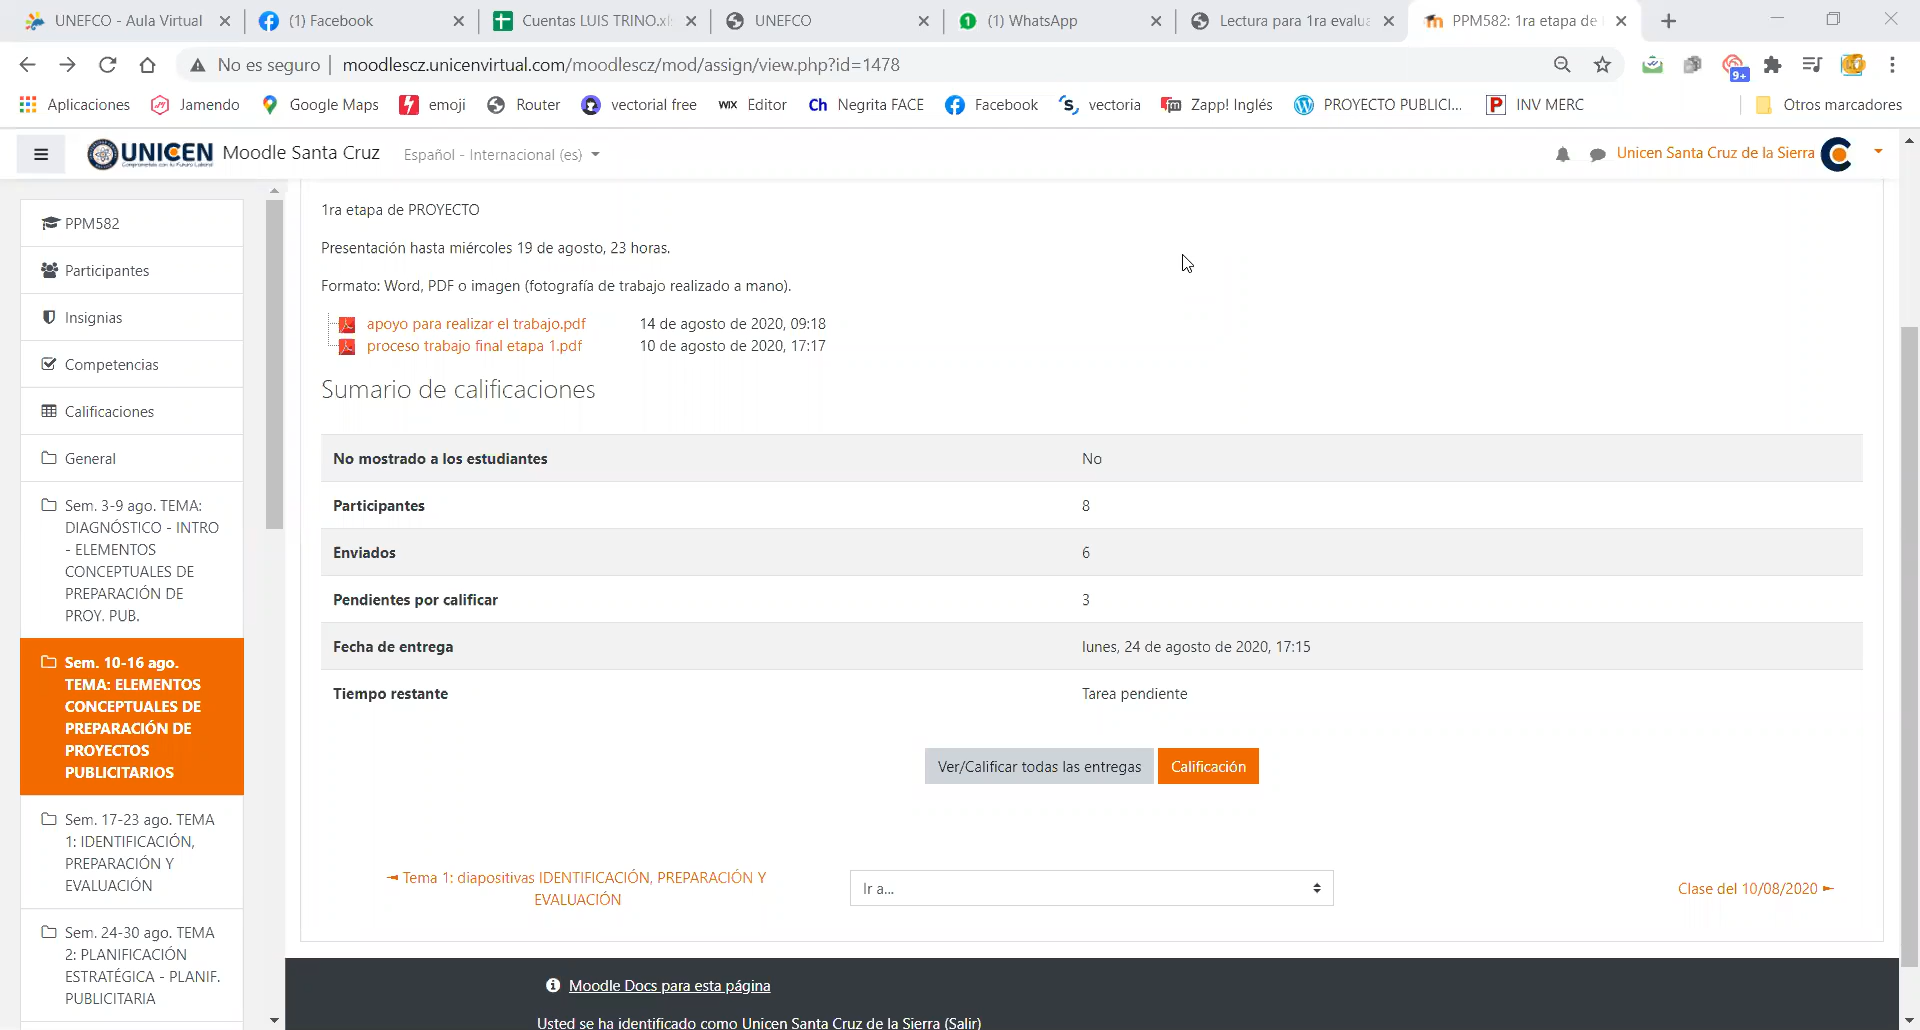 UNEFCO - Aula Virtual
(1) Facebook
Cuentas LUIS TRINO.xl
UNEFCO
(1) WhatsApp
Lectura para 1ra evalua
PPM582: 1ra etapa de
No es seguro | moodlescz.unicenvirtual.com/moodlescz/mod/assign/view.php?id=1478
9+
Aplicaciones
Jamendo
Google Maps
emoji
Router
vectorial free
WIX Editor
Ch Negrita FACE
Facebook
vectoria
Zapp! Inglés
PROYECTO PUBLICI...
INV MERC
Otros marcadores
UNICEN
Moodle Santa Cruz
Español - Internacional (es)
Unicen Santa Cruz de la Sierra
PPM582
Participantes
Insignias
Competencias
Calificaciones
General
Sem. 3-9 ago. TEMA:
DIAGNÓSTICO - INTRO
- ELEMENTOS
CONCEPTUALES DE
PREPARACIÓN DE
PROY. PUB.
Sem. 10-16 ago.
TEMA: ELEMENTOS
CONCEPTUALES DE
PREPARACIÓN DE
PROYECTOS
PUBLICITARIOS
Sem. 17-23 ago. TEMA
1: IDENTIFICACIÓN,
PREPARACIÓN Y
EVALUACIÓN
Sem. 24-30 ago. TEMA
2: PLANIFICACIÓN
ESTRATÉGICA - PLANIF.
PUBLICITARIA
1ra etapa de PROYECTO
Presentación hasta miércoles 19 de agosto, 23 horas.
Formato: Word, PDF o imagen (fotografía de trabajo realizado a mano).
apoyo para realizar el trabajo.pdf 14 de agosto de 2020, 09:18
proceso trabajo final etapa 1.pdf 10 de agosto de 2020, 17:17
Sumario de calificaciones
No mostrado a los estudiantes No
Participantes 8
Enviados 6
Pendientes por calificar 3
Fecha de entrega lunes, 24 de agosto de 2020, 17:15
Tiempo restante Tarea pendiente
Ver/Calificar todas las entregas
Calificación
◄ Tema 1: diapositivas IDENTIFICACIÓN, PREPARACIÓN Y
EVALUACIÓN
Ir a...
Clase del 10/08/2020 ►
Moodle Docs para esta página
Usted se ha identificado como Unicen Santa Cruz de la Sierra (Salir)